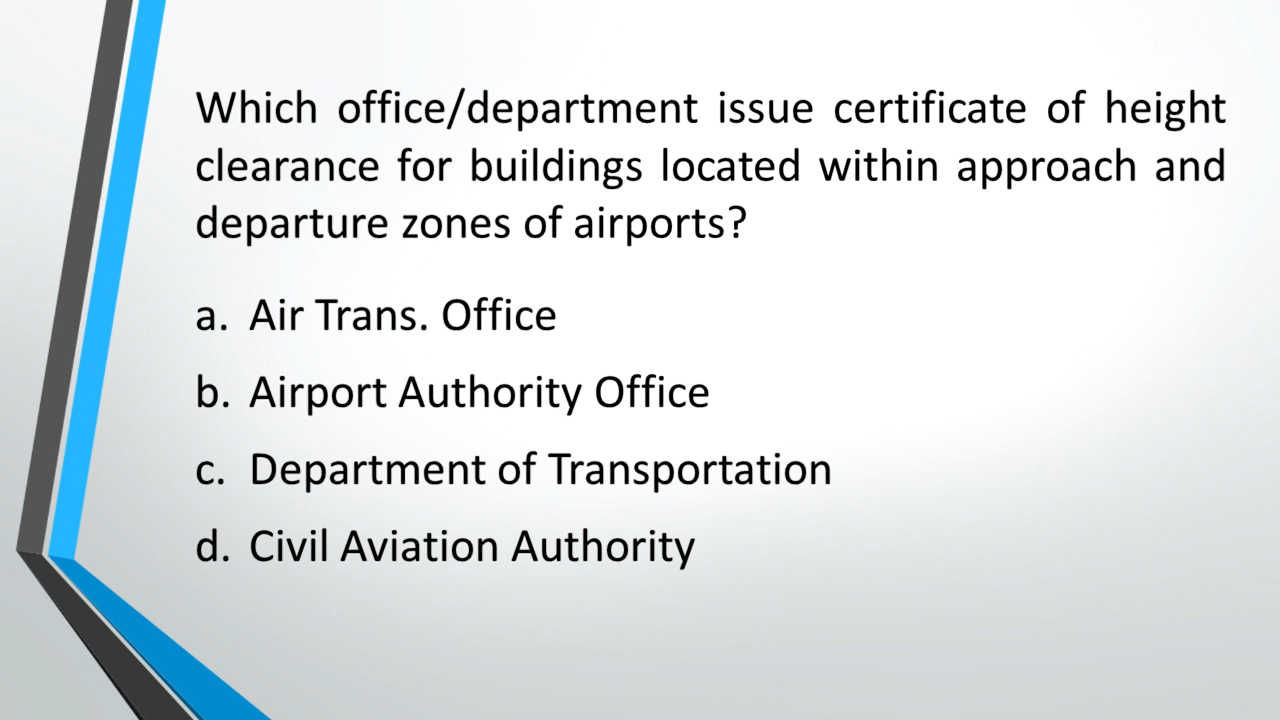 Which office/department issue certificate of height
clearance for buildings located within approach and
departure zones of airports?
a. Air Trans. Office
b. Airport Authority Office
c. Department of Transportation
d. Civil Aviation Authority